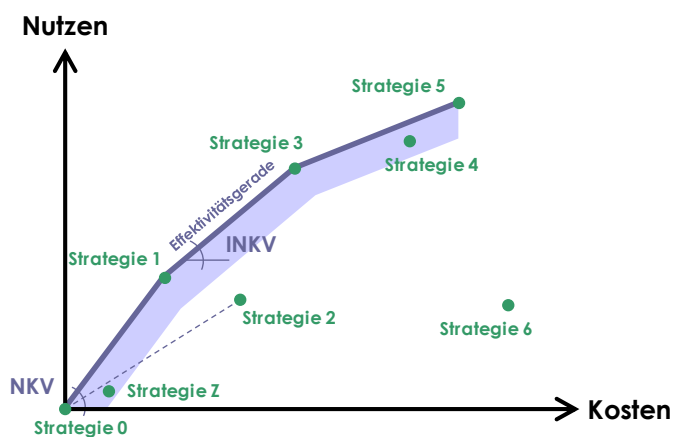 Nutzen
Strategie 5
Strategie 3
Strategie 4
Effektivitätsgerade
INKV
Strategie 1
Strategie 2
Strategie 6
NKV
Strategie Z
Strategie 0
Kosten